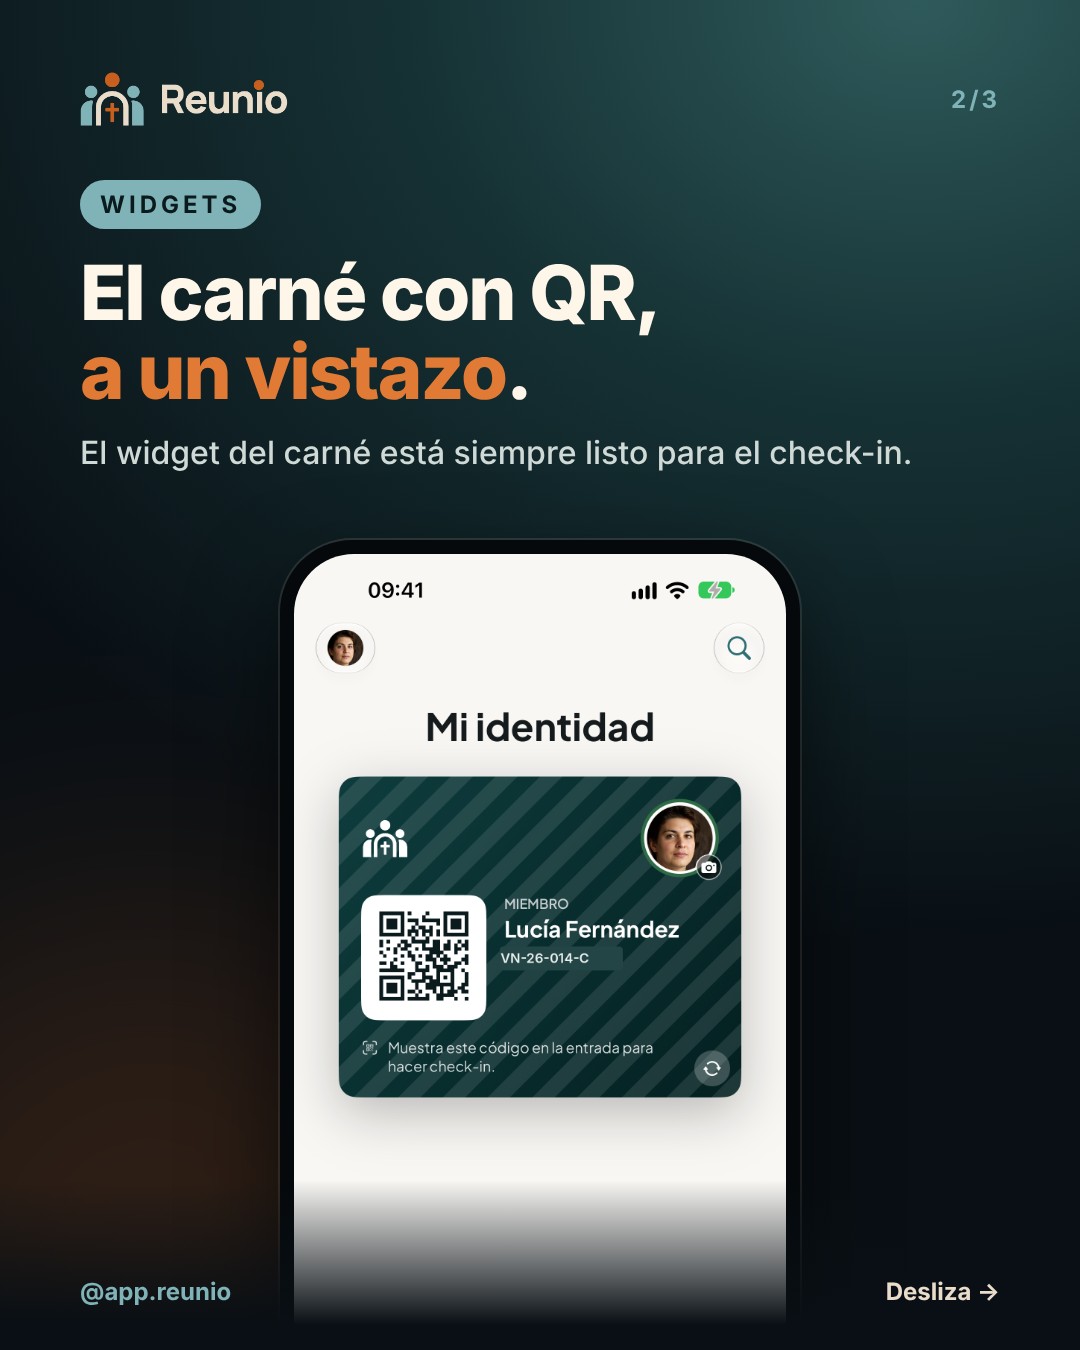 Reunio
2/3
WIDGETS
El carné con QR,
a un vistazo.
El widget del carné está siempre listo para el check-in.
09:41
Mi identidad
MIEMBRO
Lucía Fernández
VN-26-014-C
Muestra este código en la entrada para
hacer check-in.
@app.reunio
Desliza →